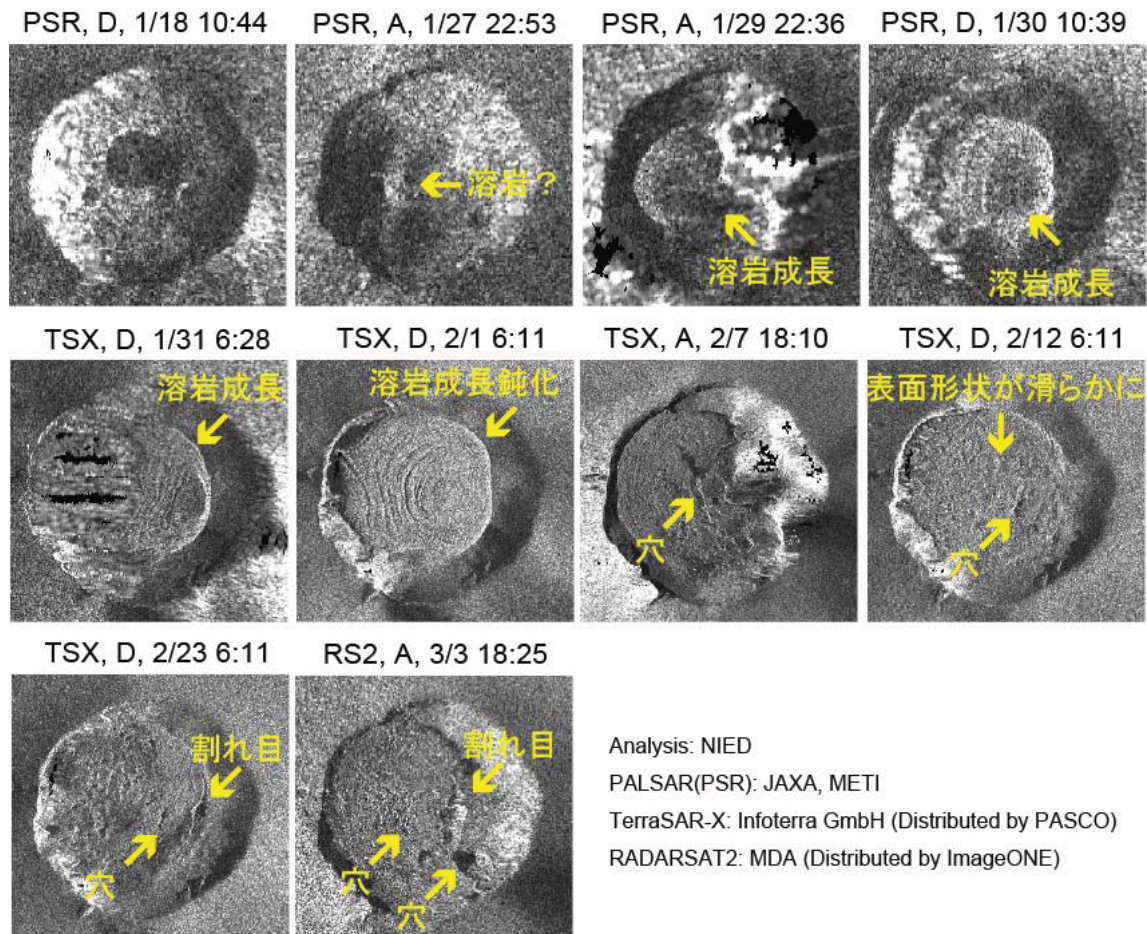 PSR, D, 1/18 10:44
PSR, A, 1/27 22:53
PSR, A, 1/29 22:36
PSR, D, 1/30 10:39
溶岩?
溶岩成長
溶岩成長
TSX, D, 1/31 6:28
TSX, D, 2/1 6:11
TSX, A, 2/7 18:10
TSX, D, 2/12 6:11
溶岩成長
溶岩成長鈍化
穴
表面形状が滑らかに
穴
TSX, D, 2/23 6:11
RS2, A, 3/3 18:25
割れ目
穴
割れ目
穴
穴
Analysis: NIED
PALSAR(PSR): JAXA, METI
TerraSAR-X: Infoterra GmbH (Distributed by PASCO)
RADARSAT2: MDA (Distributed by ImageONE)